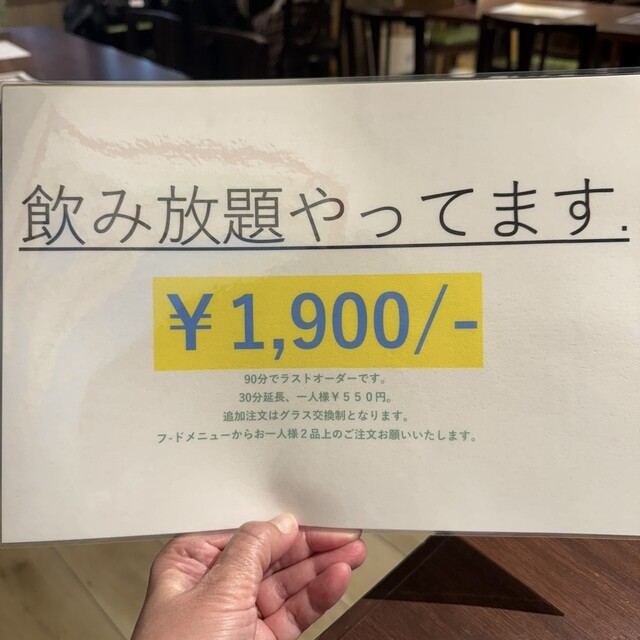 飲み放題やってます.
￥1,900/-
90分でラストオーダーです。
30分延長、一人様￥５５０円。
追加注文はグラス交換制となります。
フ-ドメニューからお一人様２品上のご注文お願いいたします。